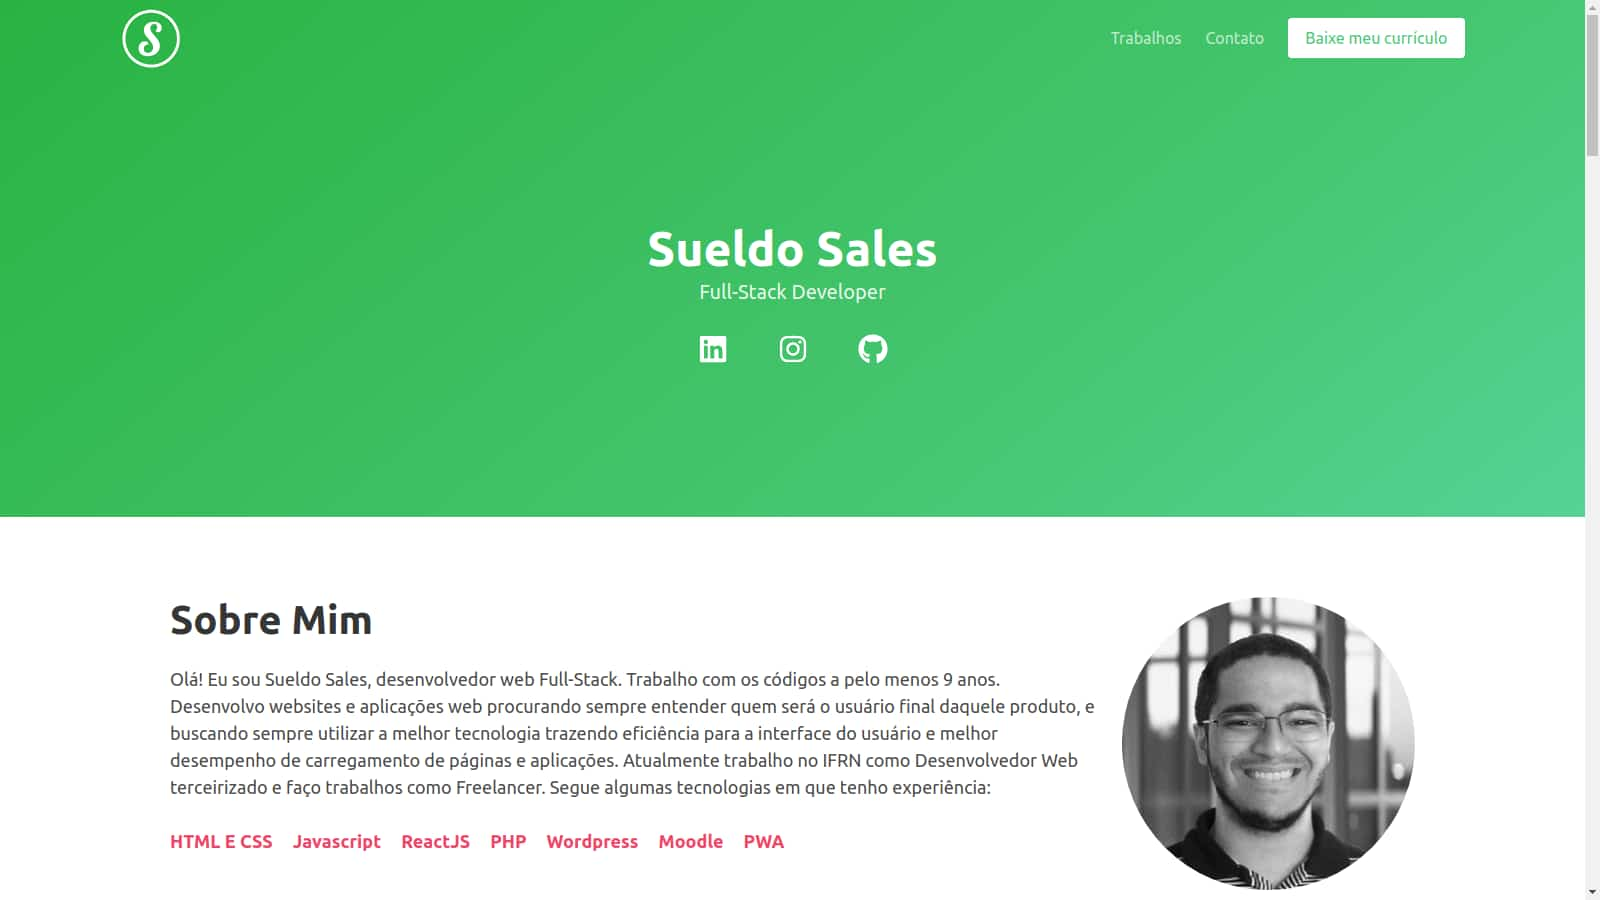 S
Trabalhos
Contato
Baixe meu currículo
Sueldo Sales
Full-Stack Developer
in
Sobre Mim
Olá! Eu sou Sueldo Sales, desenvolvedor web Full-Stack. Trabalho com os códigos a pelo menos 9 anos.
Desenvolvo websites e aplicações web procurando sempre entender quem será o usuário final daquele produto, e
buscando sempre utilizar a melhor tecnologia trazendo eficiência para a interface do usuário e melhor
desempenho de carregamento de páginas e aplicações. Atualmente trabalho no IFRN como Desenvolvedor Web
terceirizado e faço trabalhos como Freelancer. Segue algumas tecnologias em que tenho experiência:
HTML E CSS Javascript ReactJS PHP Wordpress Moodle PWA